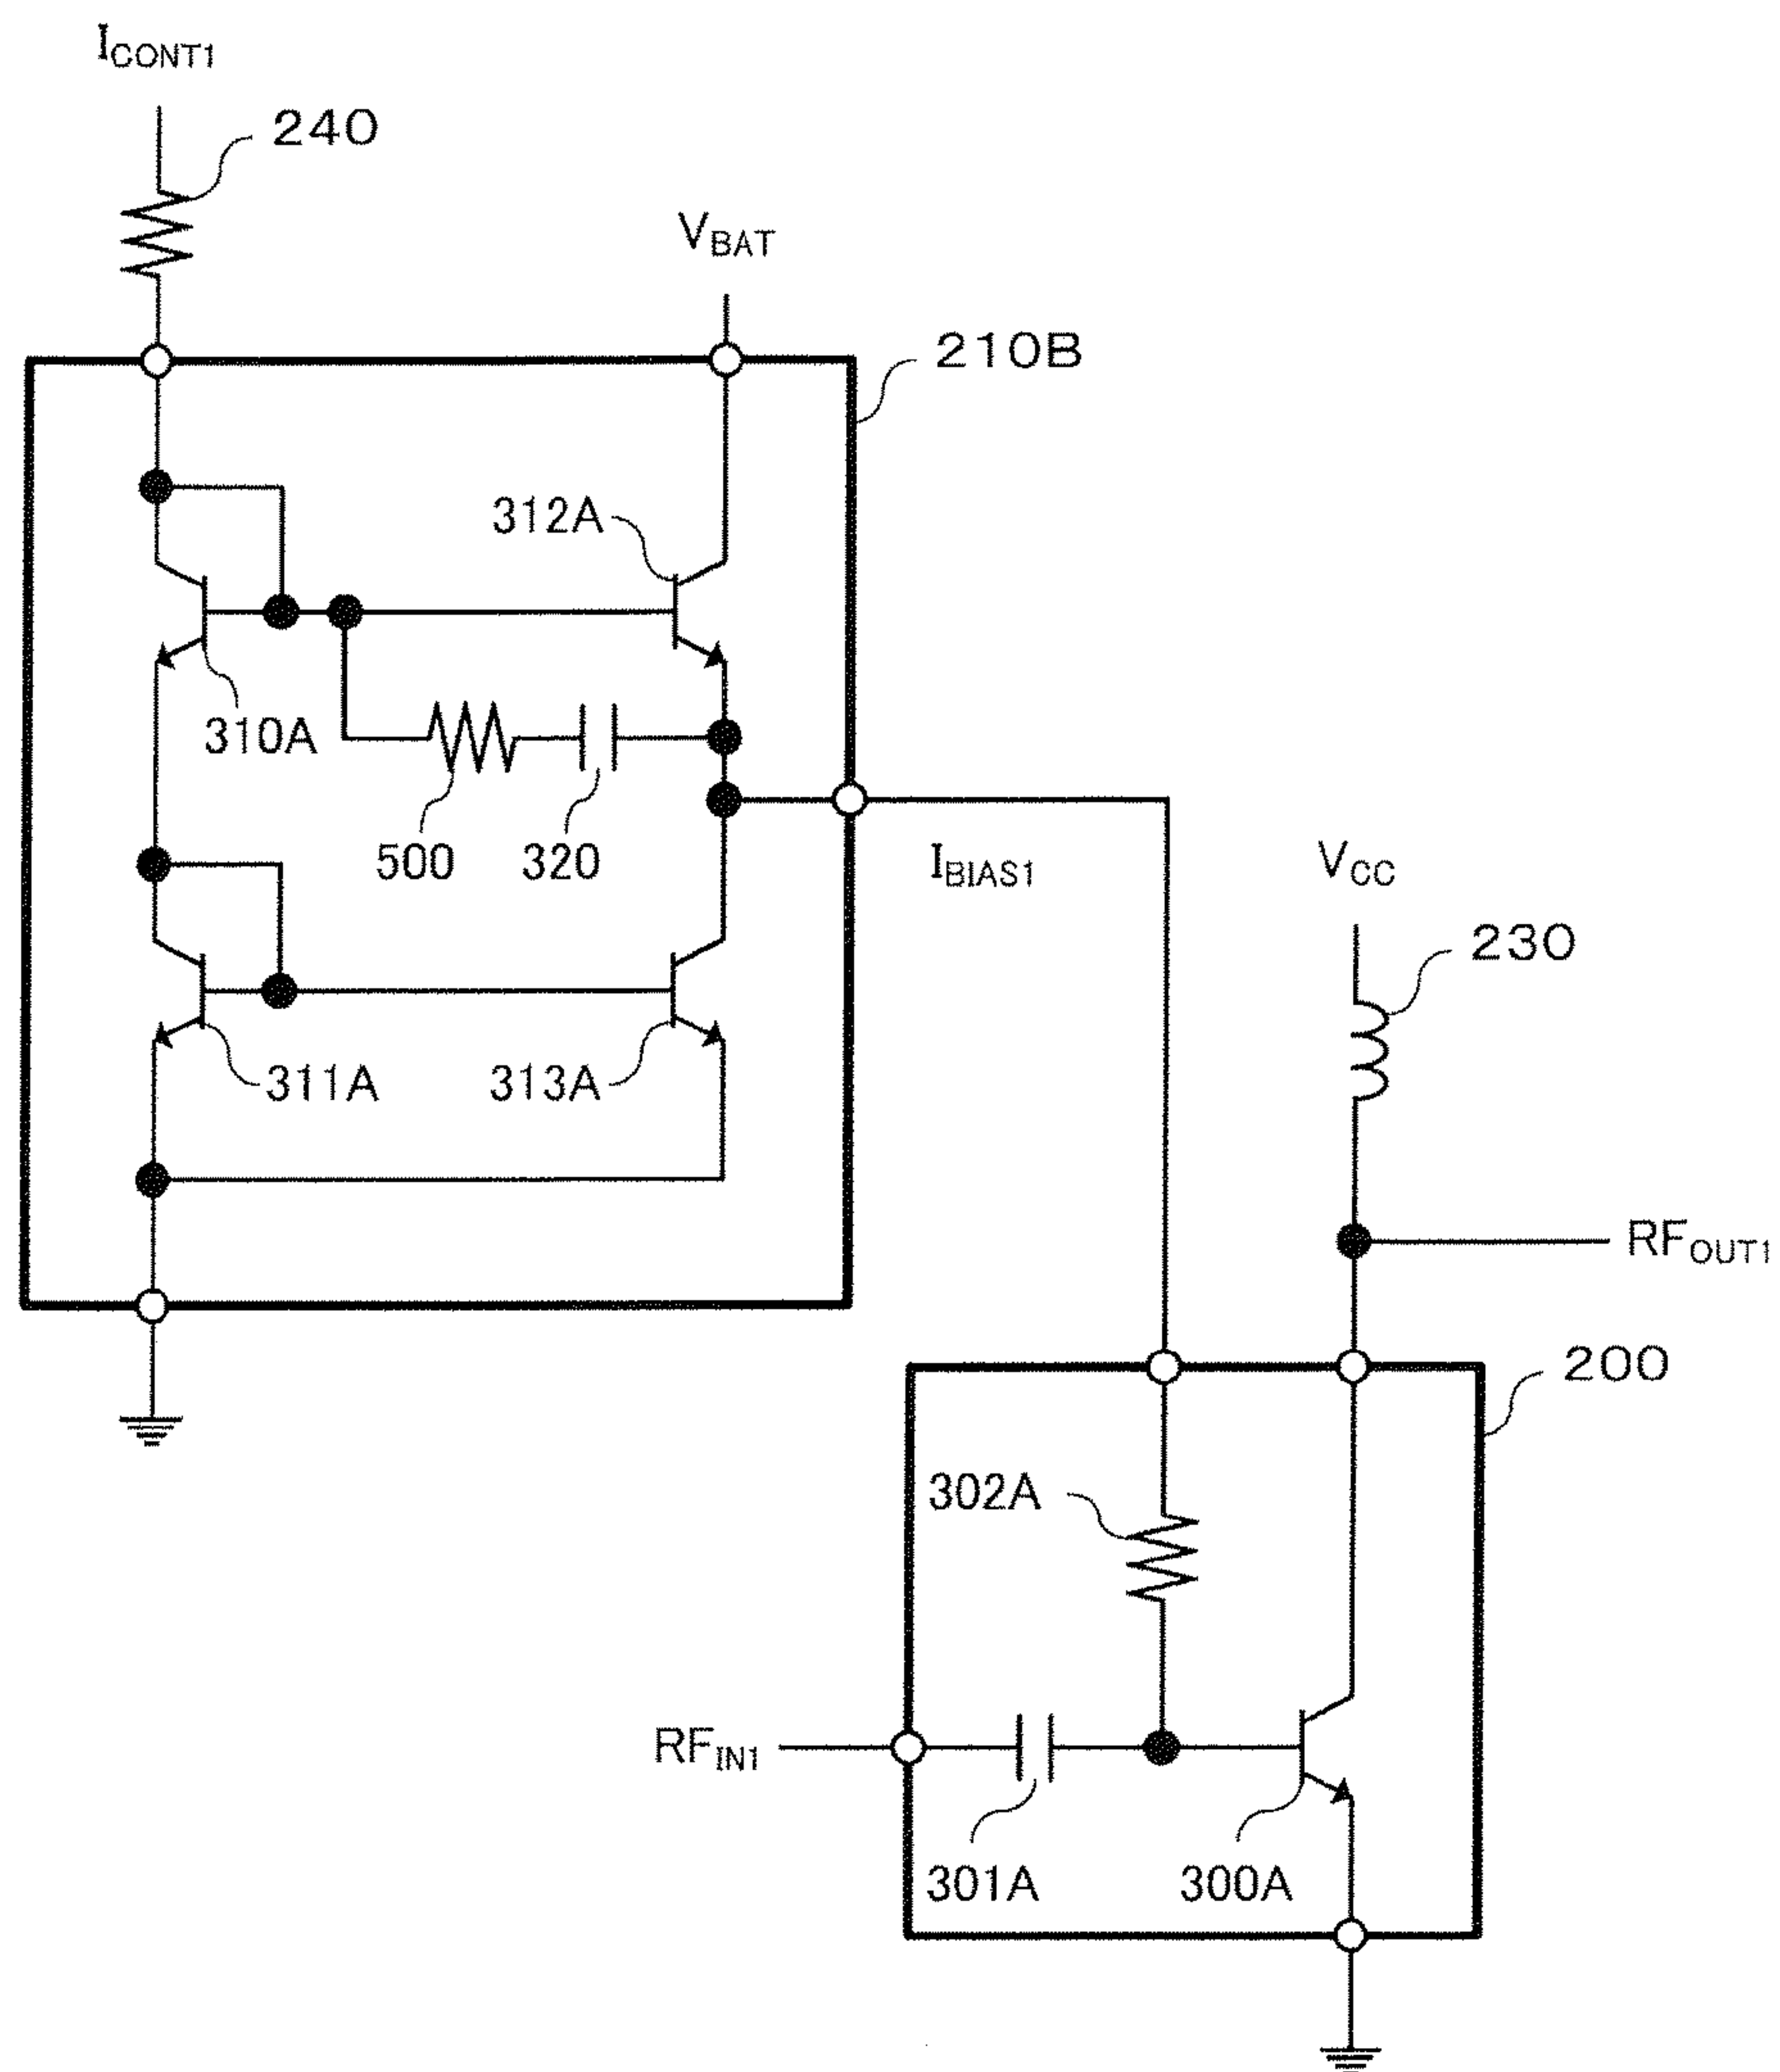 ICONT1
240
VBAT
210B
312A
310A
500
320
IBIAS1
VCC
230
311A
313A
RFOUT1
200
302A
RFIN1
301A
300A